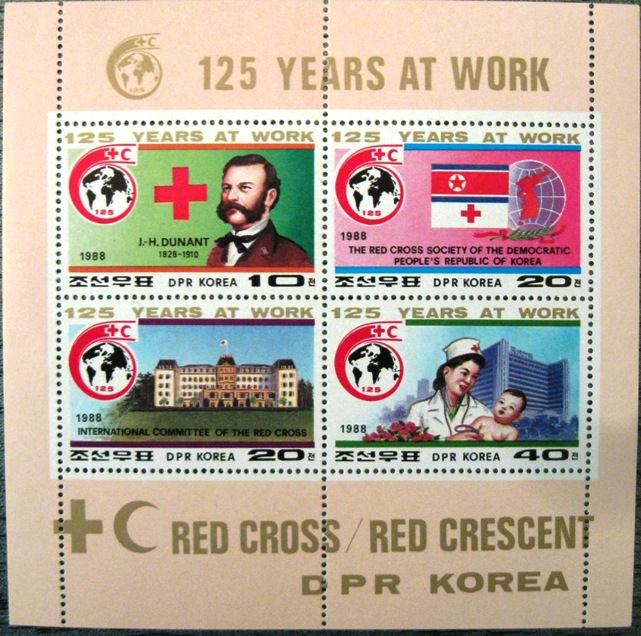 125 YEARS AT WORK
125
125 YEARS AT WORK
125
J.-H. DUNANT
1828-1910
1988
조선우표 DPR KOREA 10전
125 YEARS AT WORK
125
1988
THE RED CROSS SOCIETY OF THE DEMOCRATIC
PEOPLE'S REPUBLIC OF KOREA
조선우표 DPR KOREA 20전
125 YEARS AT WORK
125
1988
INTERNATIONAL COMMITTEE OF THE RED CROSS
조선우표 DPR KOREA 20전
125 YEARS AT WORK
125
1988
조선우표 DPR KOREA 40전
RED CROSS / RED CRESCENT
DPR KOREA